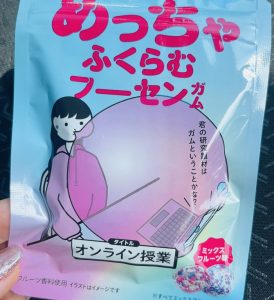 めっちゃ
ふくらむ
フーセンガム
君の研究材は
ガムということかな?
タイトル
オンライン授業
ミックス
フルーツ味
フルーツ香料使用 イラストはイメージです